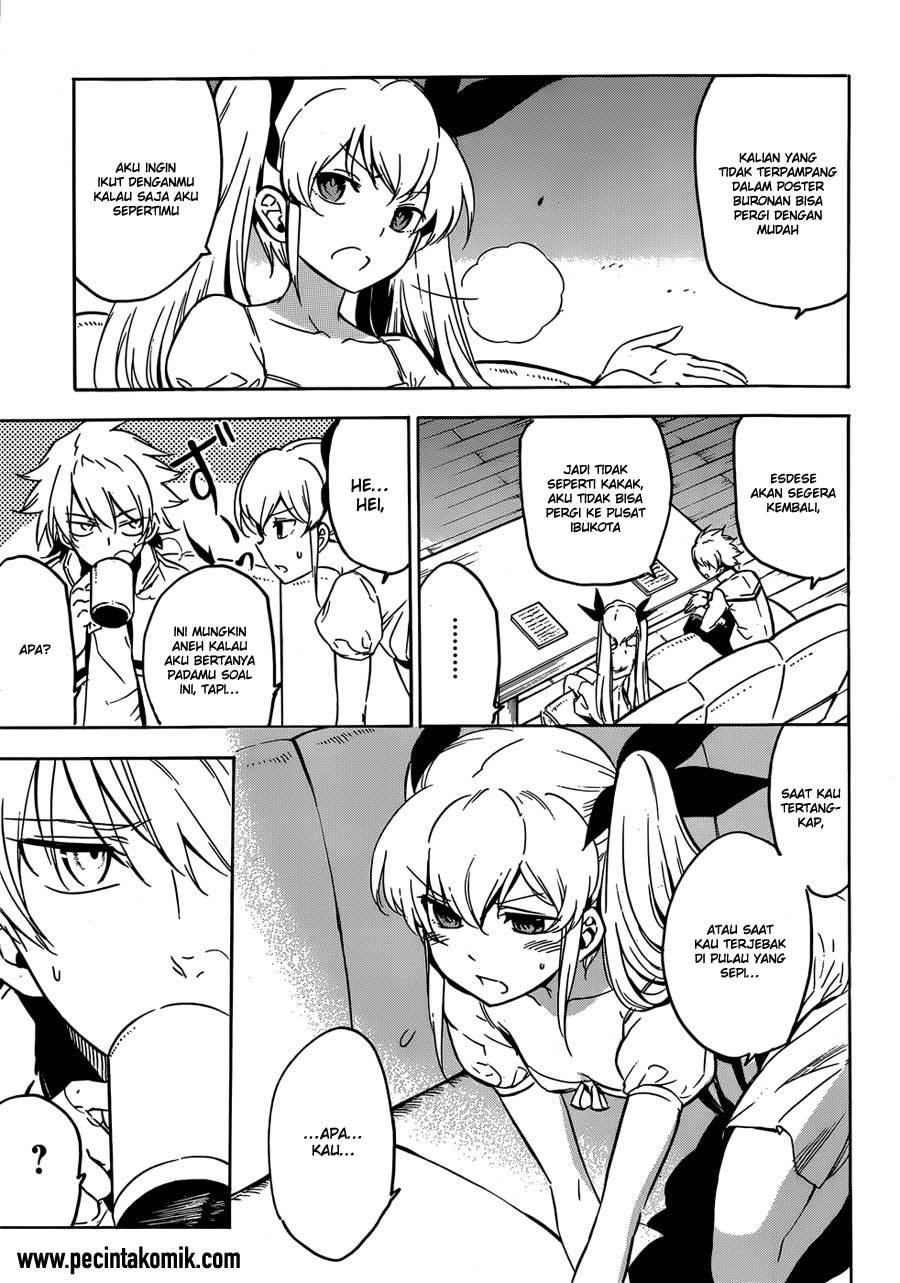 KALIAN YANG
TIDAK TERPAMPANG
DALAM POSTER
BURONAN BISA
PERGI DENGAN
MUDAH
AKU INGIN
IKUT DENGANMU
KALAU SAJA AKU
SEPERTIMU
ESDESE
AKAN SEGERA
KEMBALI,
JADI TIDAK
SEPERTI KAKAK,
AKU TIDAK BISA
PERGI KE PUSAT
IBUKOTA
.........
HE...
HEI,
ず
ずっ
INI MUNGKIN
ANEH KALAU
AKU BERTANYA
PADAMU SOAL
INI, TAPI...
APA?
SAAT KAU
TERTANG-
KAP,
ATAU SAAT
KAU TERJEBAK
DI PULAU YANG
SEPI...
...APA...
KAU...
?
www.pecintakomik.com